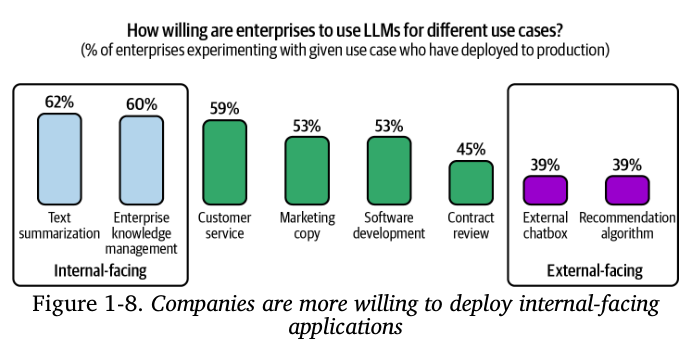 How willing are enterprises to use LLMs for different use cases?
(% of enterprises experimenting with given use case who have deployed to production)
62%
60%
59%
53%
53%
45%
39%
39%
Text
summarization
Enterprise
knowledge
management
Customer
service
Marketing
copy
Software
development
Contract
review
External
chatbox
Recommendation
algorithm
Internal-facing
External-facing
Figure 1-8. Companies are more willing to deploy internal-facing
applications